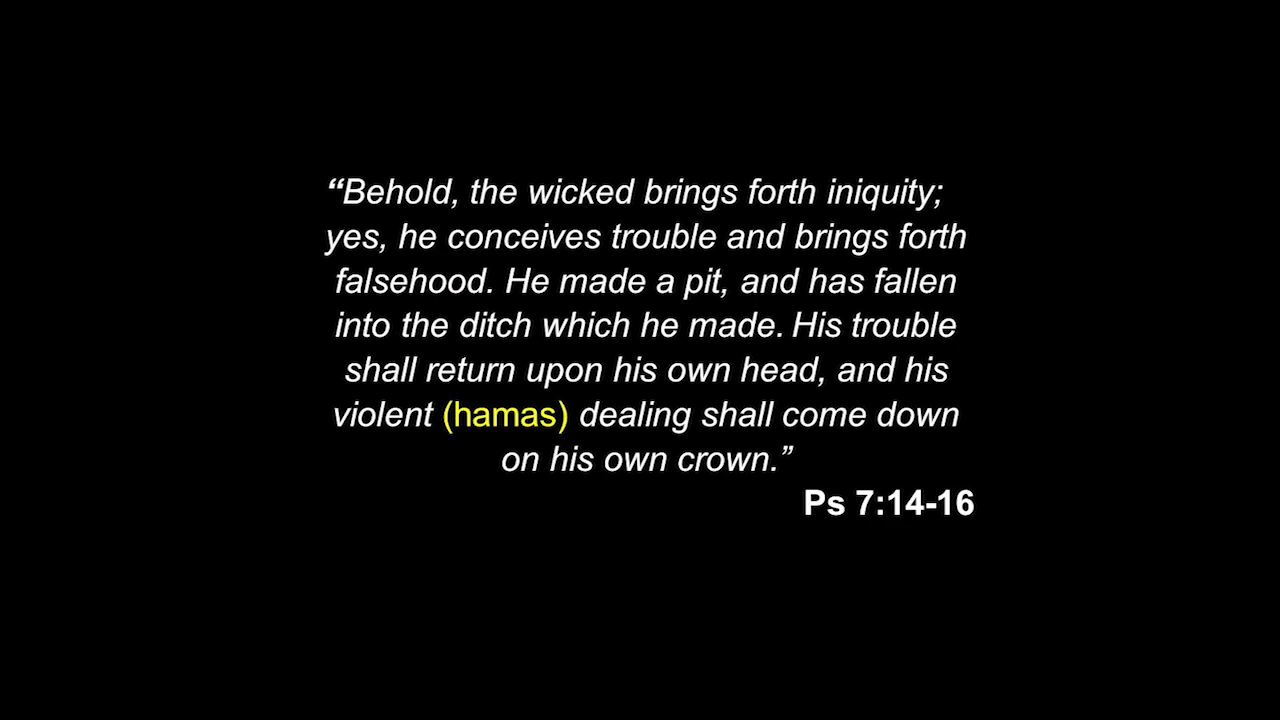 “Behold, the wicked brings forth iniquity;
yes, he conceives trouble and brings forth
falsehood. He made a pit, and has fallen
into the ditch which he made. His trouble
shall return upon his own head, and his
violent (hamas) dealing shall come down
on his own crown.”
Ps 7:14-16